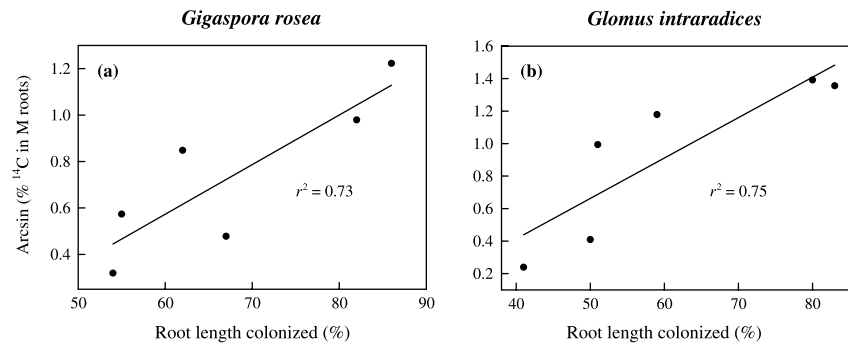 Gigaspora rosea
Glomus intraradices
Arcsin (% ¹⁴C in M roots)
(a)
1.2
1.0
0.8
0.6
0.4
r² = 0.73
50 60 70 80 90
Root length colonized (%)
(b)
1.6
1.4
1.2
1.0
0.8
0.6
0.4
0.2
r² = 0.75
40 50 60 70 80
Root length colonized (%)